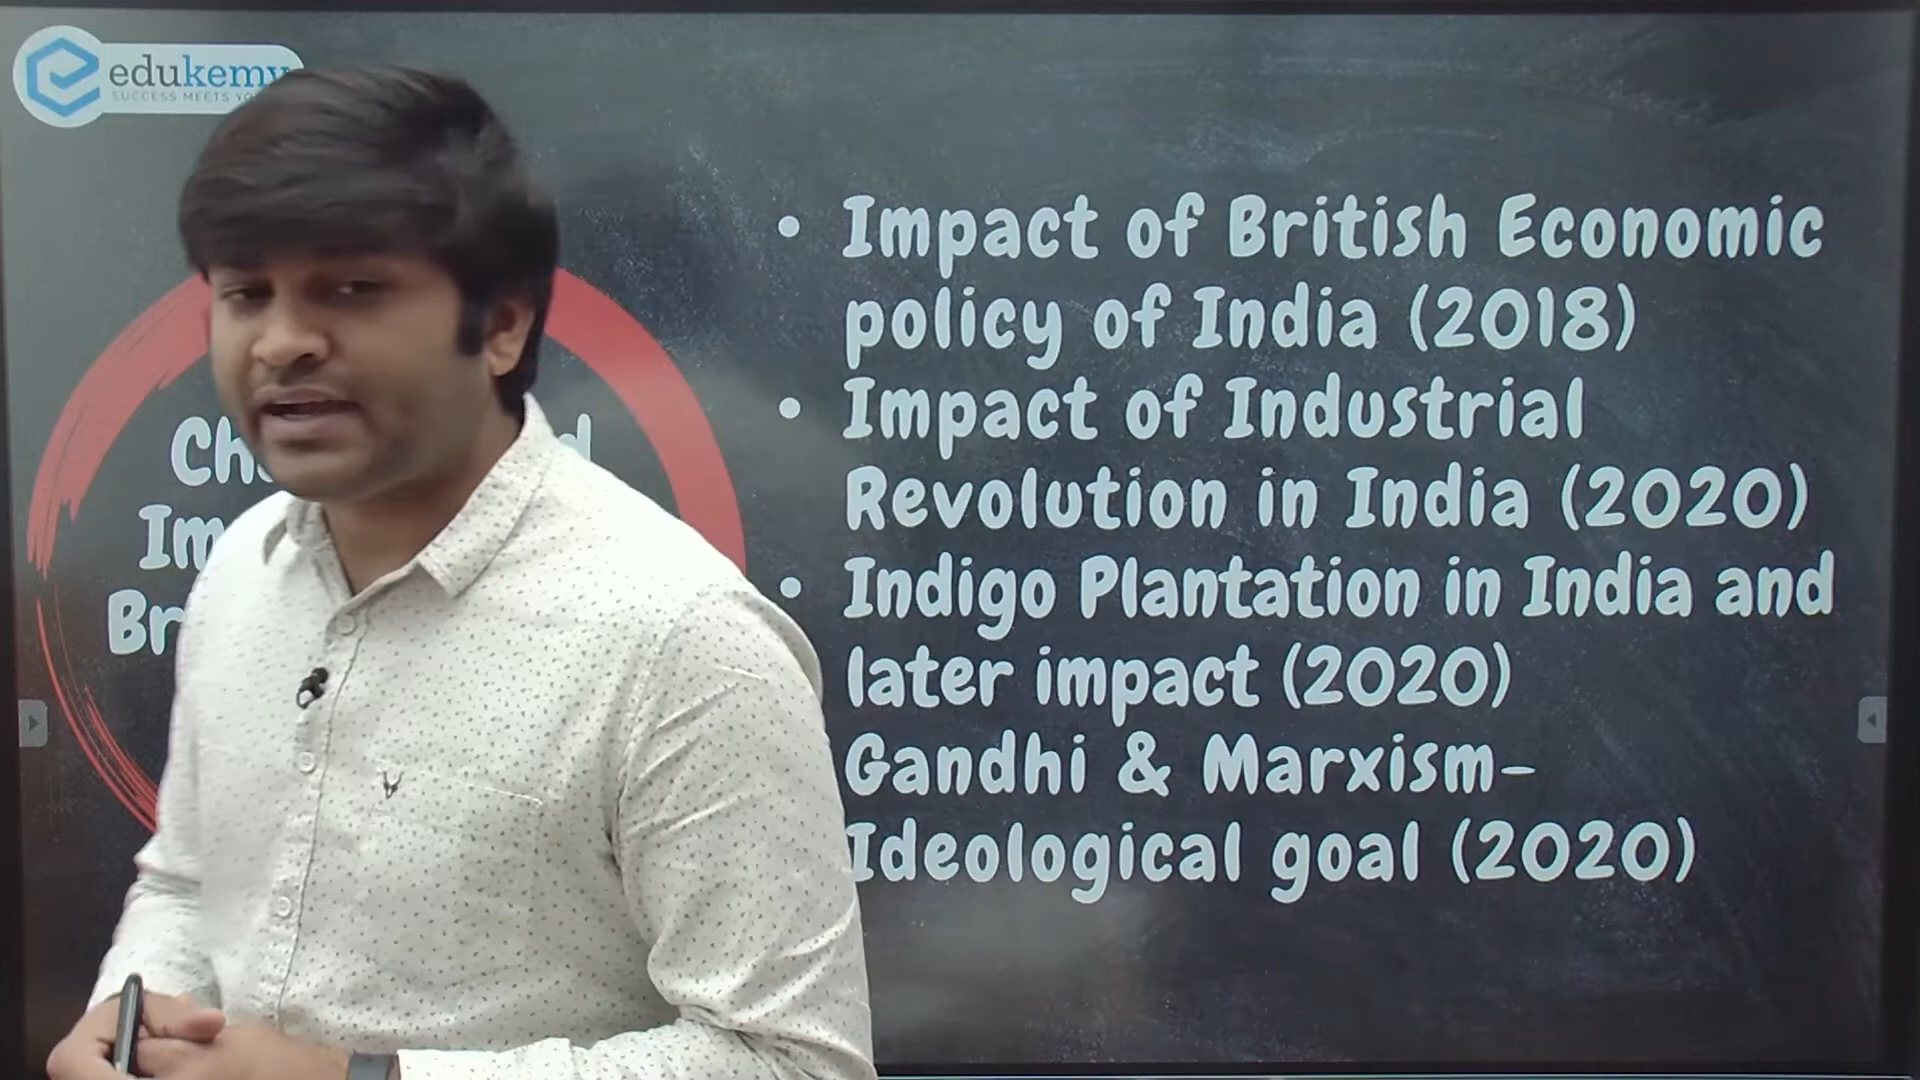 edukemy
SUCCESS MEETS
• Impact of British Economic
policy of India (2018)
• Impact of Industrial
Revolution in India (2020)
• Indigo Plantation in India and
later impact (2020)
Gandhi & Marxism-
Ideological goal (2020)